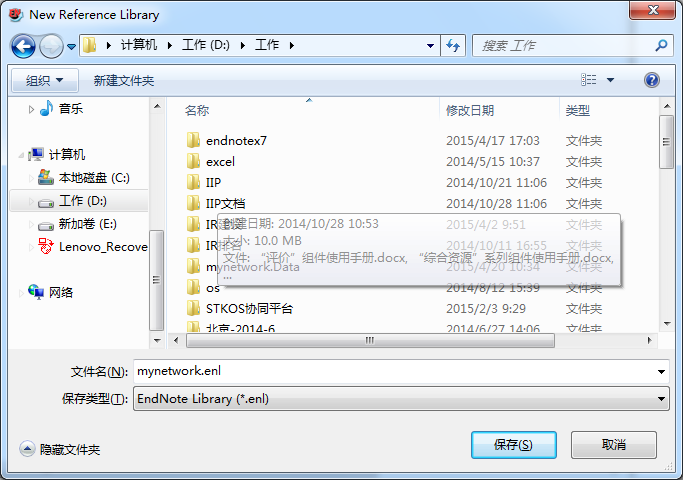 New Reference Library
计算机 工作 (D:) 工作
搜索 工作
组织 新建文件夹
音乐
计算机
本地磁盘 (C:)
工作 (D:)
新加卷 (E:)
Lenovo_Recove
网络
名称 修改日期 类型
endnotex7 2015/4/17 17:03 文件夹
excel 2014/5/15 10:37 文件夹
IIP 2014/10/21 11:06 文件夹
IIP文档 2014/10/28 11:06 文件夹
IR 2015/4/2 9:51 文件夹
IR 2014/10/11 16:55 文件夹
mynetwork.Data 2015/4/20 10:34 文件夹
os 2014/8/12 15:39 文件夹
STKOS协同平台 2015/2/3 9:29 文件夹
北京-2014-6 2014/6/27 14:06 文件夹
创建日期: 2014/10/28 10:53
大小: 10.0 MB
文件: “评价”组件使用手册.docx, “综合资源”系列组件使用手册.docx,
...
文件名(N): mynetwork.enl
保存类型(T): EndNote Library (*.enl)
隐藏文件夹 保存(S) 取消